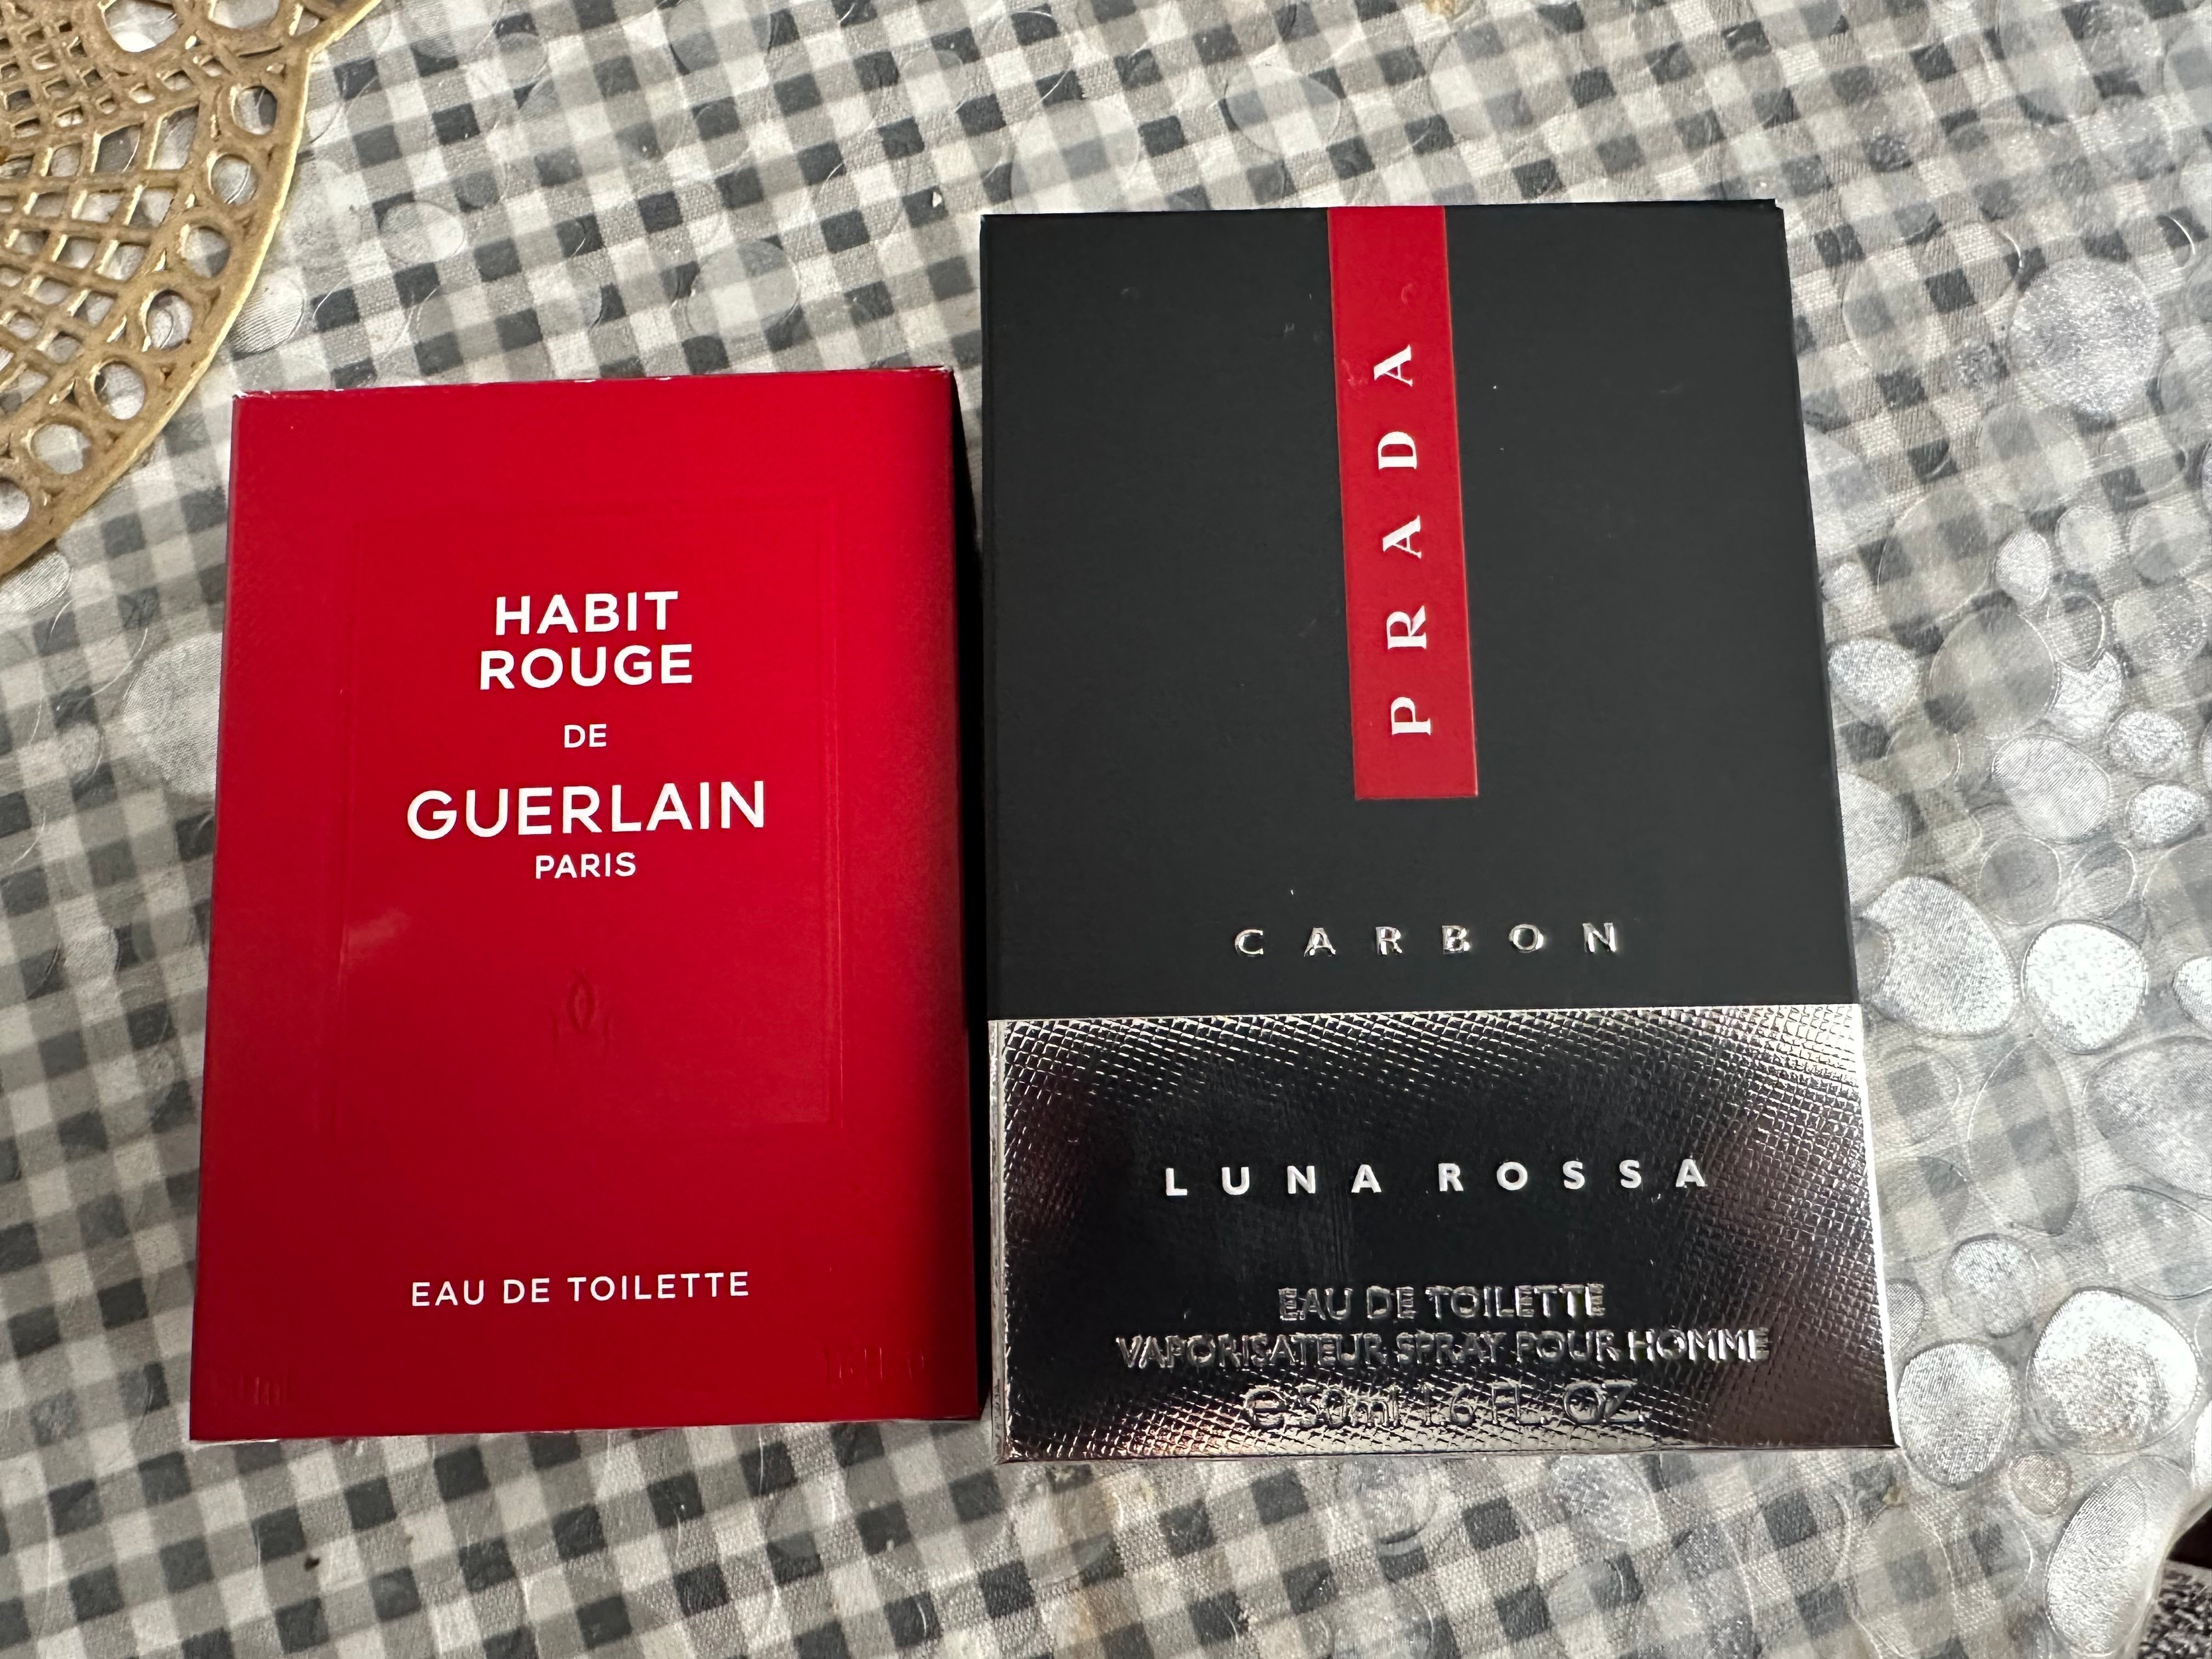 HABIT
ROUGE
DE
GUERLAIN
PARIS
EAU DE TOILETTE
PRADA
CARBON
LUNA ROSSA
EAU DE TOILETTE
VAPORISATEUR SPRAY POUR HOMME
℮ 50ml 1.6 FL. OZ.